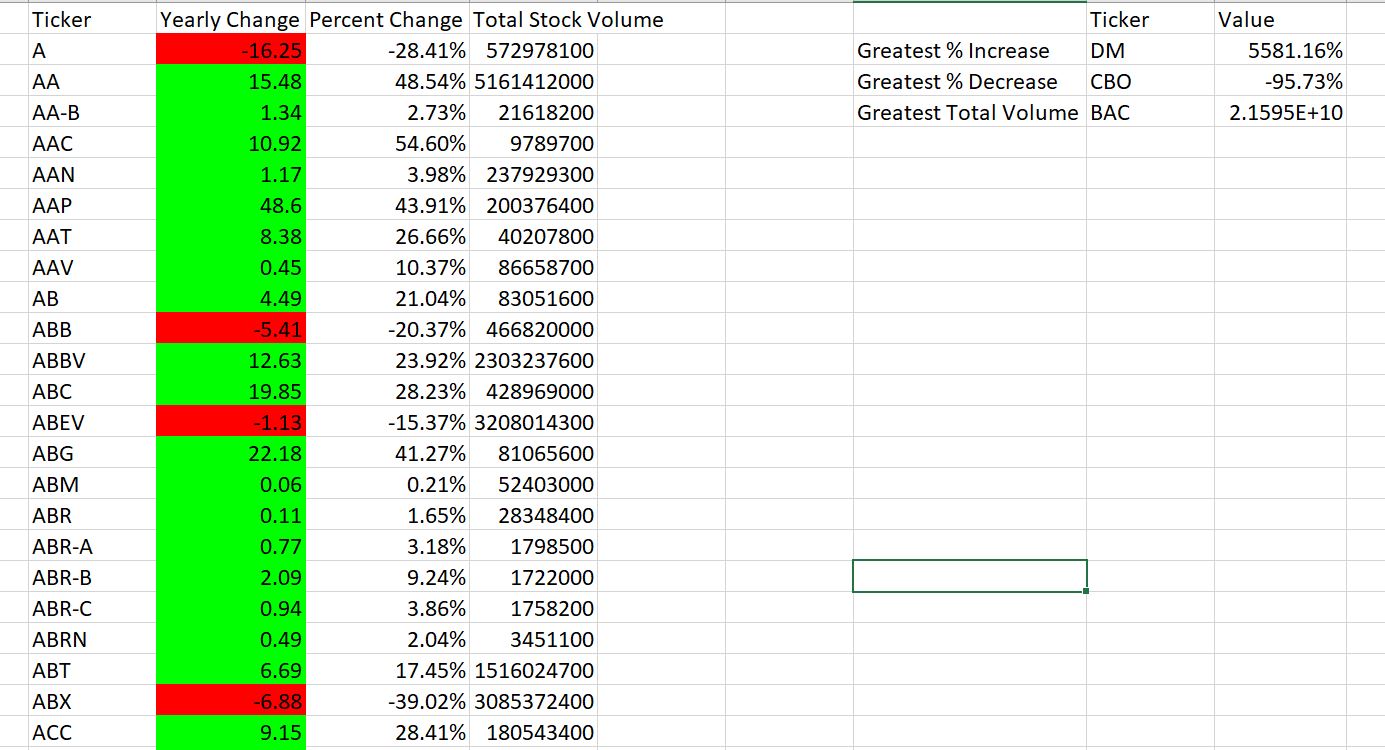 Ticker Yearly Change Percent Change Total Stock Volume Ticker Value
A -16.25 -28.41% 572978100 Greatest % Increase DM 5581.16%
AA 15.48 48.54% 5161412000 Greatest % Decrease CBO -95.73%
AA-B 1.34 2.73% 21618200 Greatest Total Volume BAC 2.1595E+10
AAC 10.92 54.60% 9789700
AAN 1.17 3.98% 237929300
AAP 48.6 43.91% 200376400
AAT 8.38 26.66% 40207800
AAV 0.45 10.37% 86658700
AB 4.49 21.04% 83051600
ABB -5.41 -20.37% 466820000
ABBV 12.63 23.92% 2303237600
ABC 19.85 28.23% 428969000
ABEV -1.13 -15.37% 3208014300
ABG 22.18 41.27% 81065600
ABM 0.06 0.21% 52403000
ABR 0.11 1.65% 28348400
ABR-A 0.77 3.18% 1798500
ABR-B 2.09 9.24% 1722000
ABR-C 0.94 3.86% 1758200
ABRN 0.49 2.04% 3451100
ABT 6.69 17.45% 1516024700
ABX -6.88 -39.02% 3085372400
ACC 9.15 28.41% 180543400